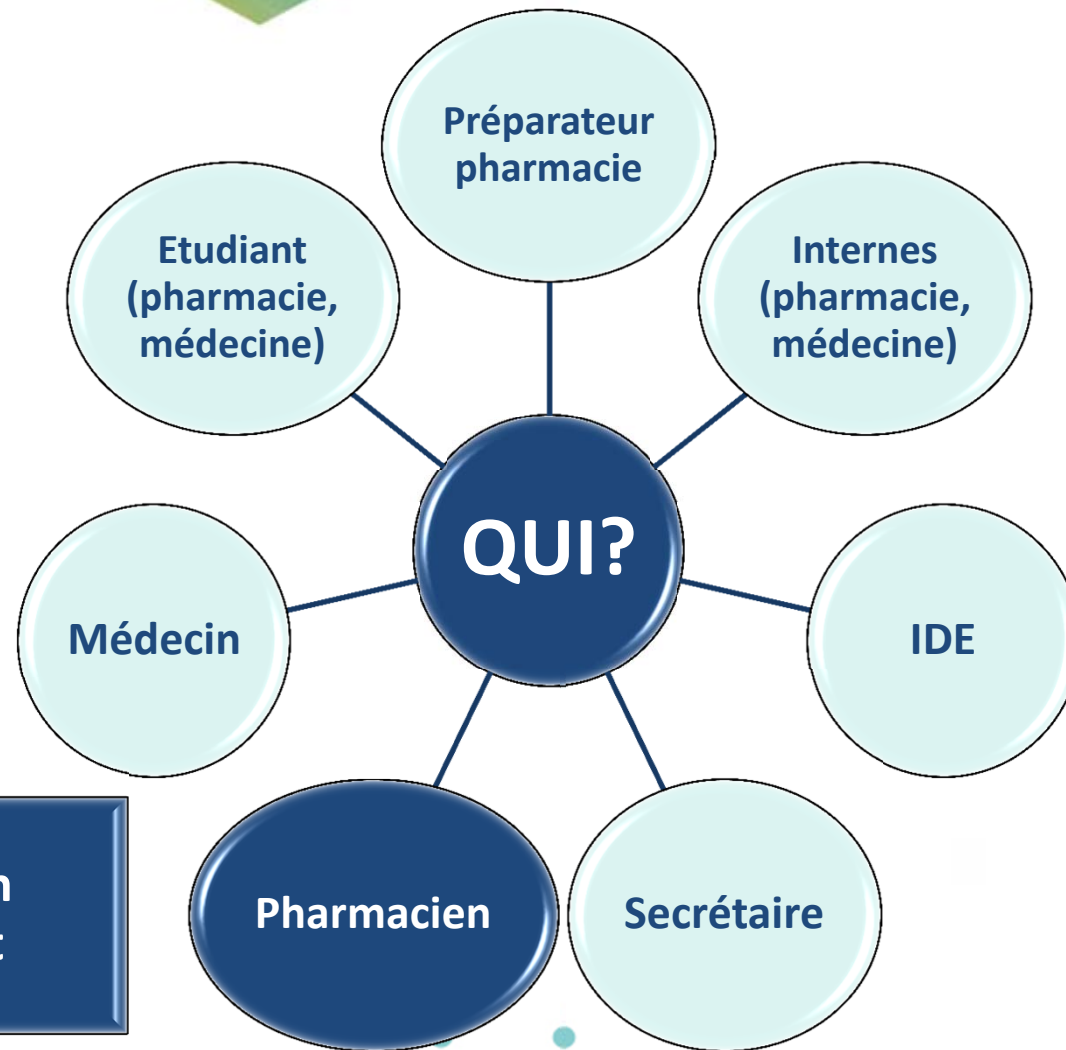 Préparateur
pharmacie
Etudiant
(pharmacie,
médecine)
Internes
(pharmacie,
médecine)
QUI?
Médecin
IDE
Pharmacien
Secrétaire